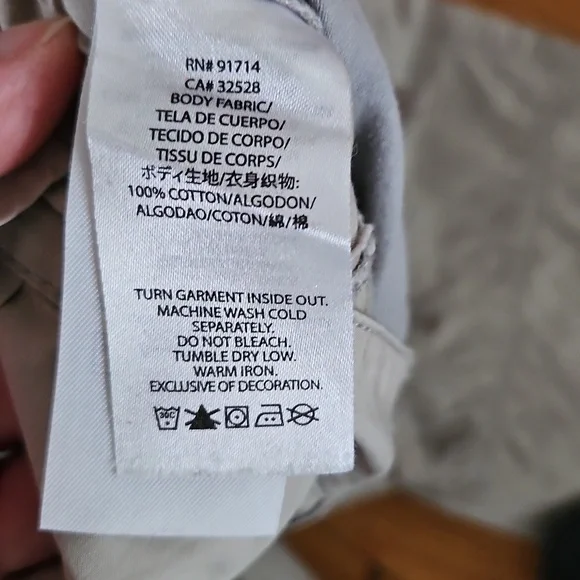 RN# 91714
CA# 32528
BODY FABRIC/
TELA DE CUERPO/
TECIDO DE CORPO/
TISSU DE CORPS/
ボディ生地/衣身織物:
100% COTTON/ALGODON/
ALGODAO/COTON/綿/棉
TURN GARMENT INSIDE OUT.
MACHINE WASH COLD
SEPARATELY.
DO NOT BLEACH.
TUMBLE DRY LOW.
WARM IRON.
EXCLUSIVE OF DECORATION.
30C